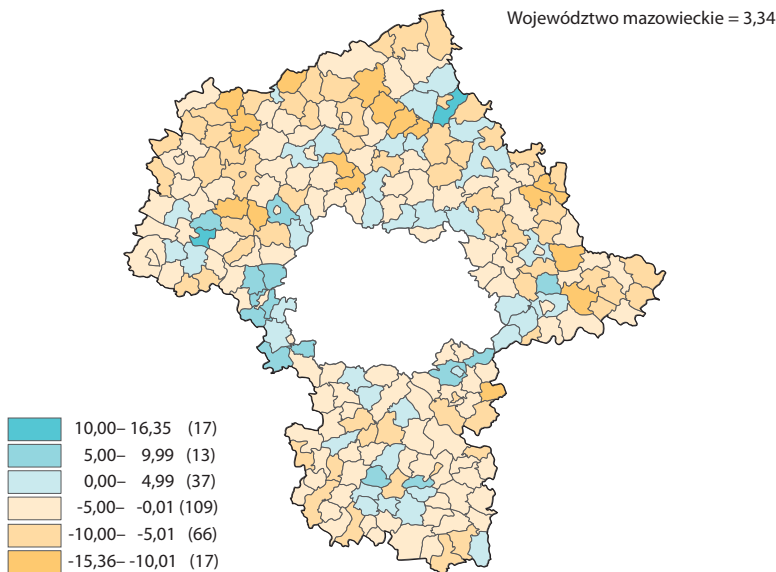 Województwo mazowieckie = 3,34
10,00– 16,35 (17)
5,00– 9,99 (13)
0,00– 4,99 (37)
-5,00– -0,01 (109)
-10,00– -5,01 (66)
-15,36– -10,01 (17)